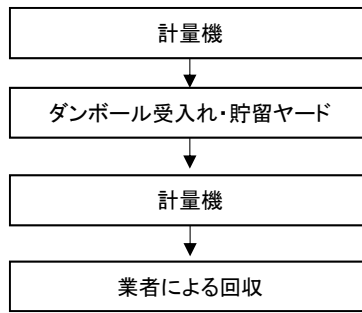 計量機
ダンボール受入れ・貯留ヤード
計量機
業者による回収